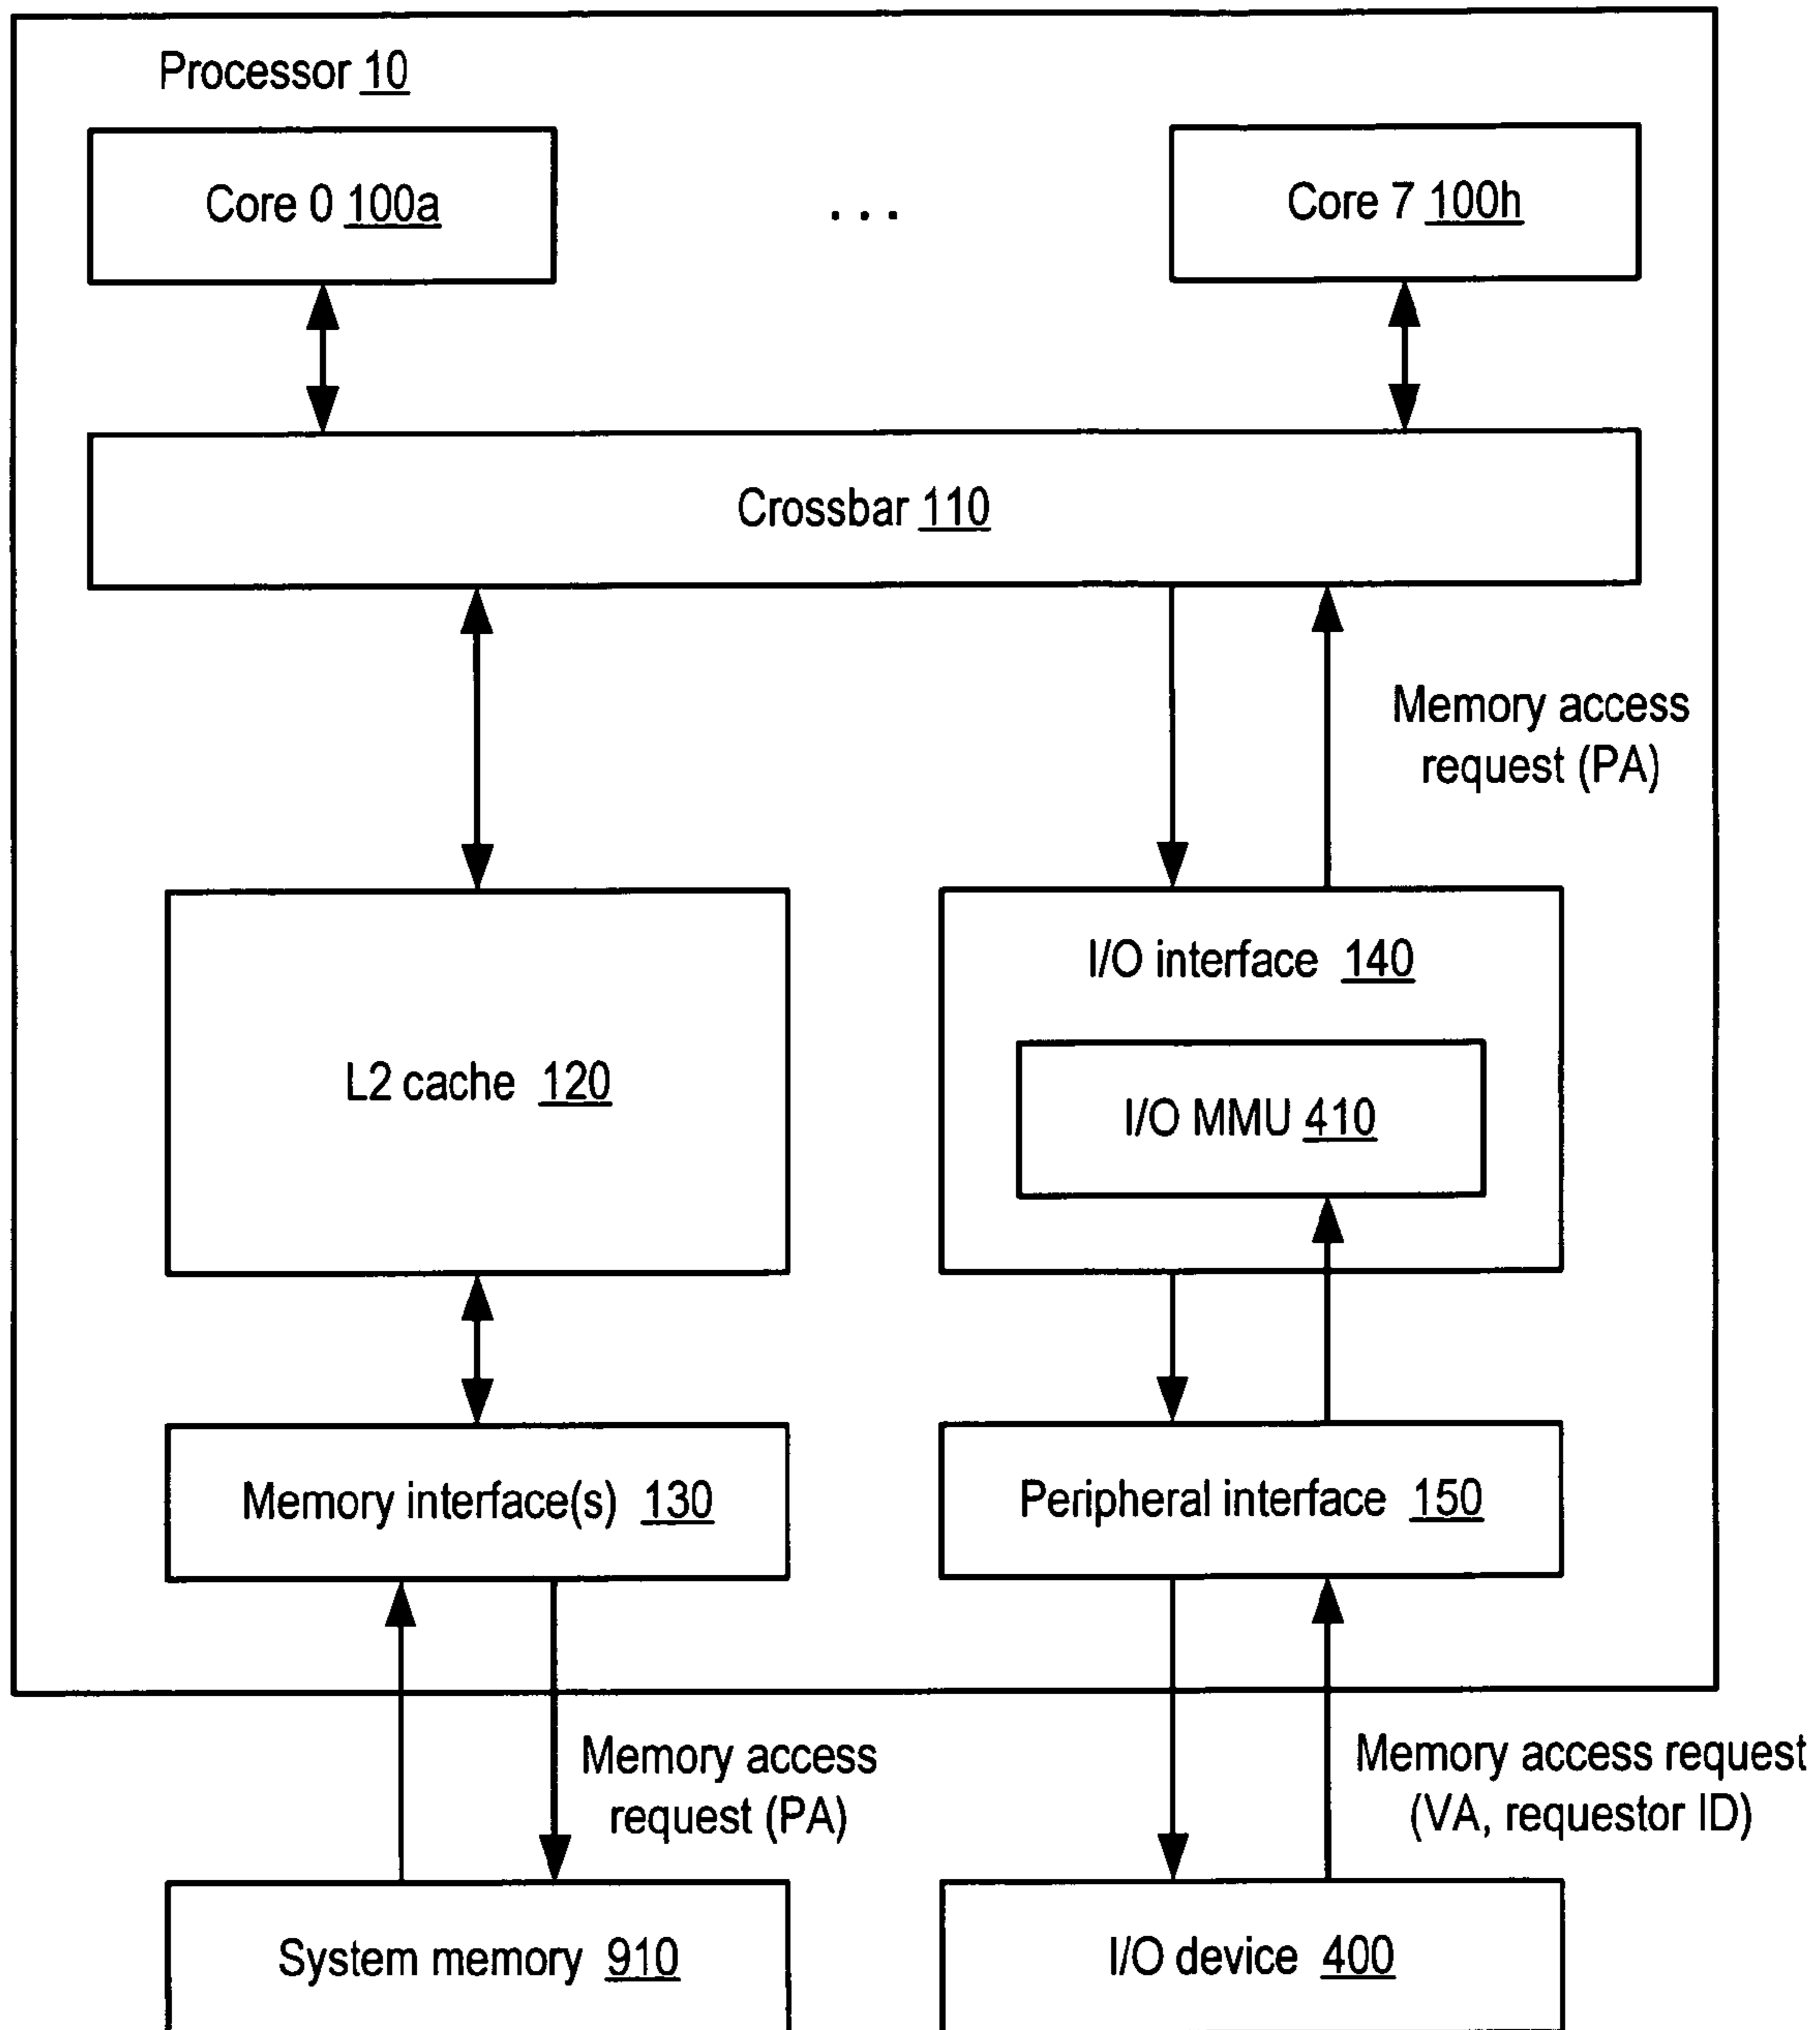 Processor 10
Core 0 100a
...
Core 7 100h
Crossbar 110
Memory access
request (PA)
I/O interface 140
L2 cache 120
I/O MMU 410
Memory interface(s) 130
Peripheral interface 150
Memory access
request (PA)
Memory access request
(VA, requestor ID)
System memory 910
I/O device 400